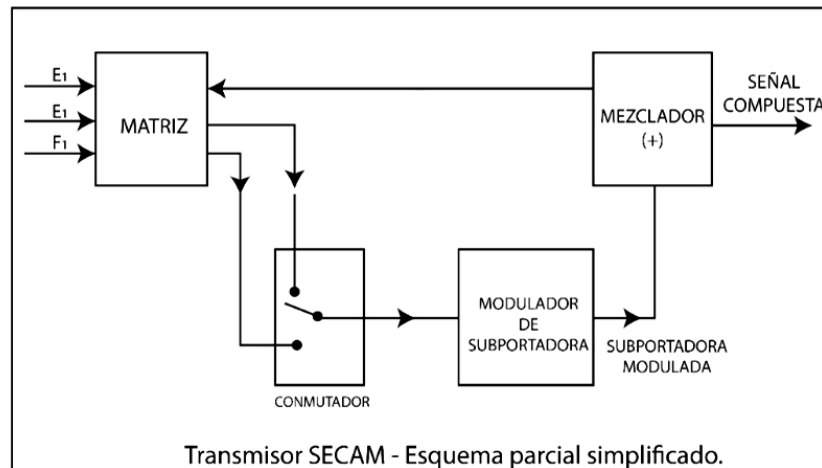 E1
E1
F1
MATRIZ
MEZCLADOR
(+)
SEÑAL
COMPUESTA
CONMUTADOR
MODULADOR
DE
SUBPORTADORA
SUBPORTADORA
MODULADA
Transmisor SECAM - Esquema parcial simplificado.